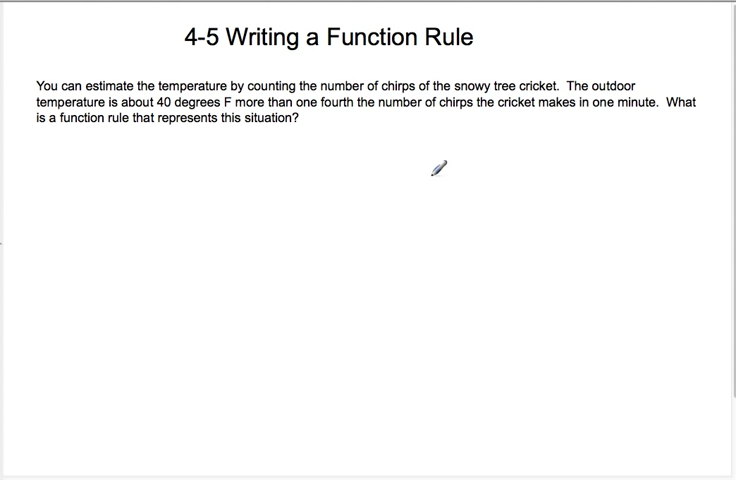 4-5 Writing a Function Rule
You can estimate the temperature by counting the number of chirps of the snowy tree cricket.  The outdoor
temperature is about 40 degrees F more than one fourth the number of chirps the cricket makes in one minute.  What
is a function rule that represents this situation?